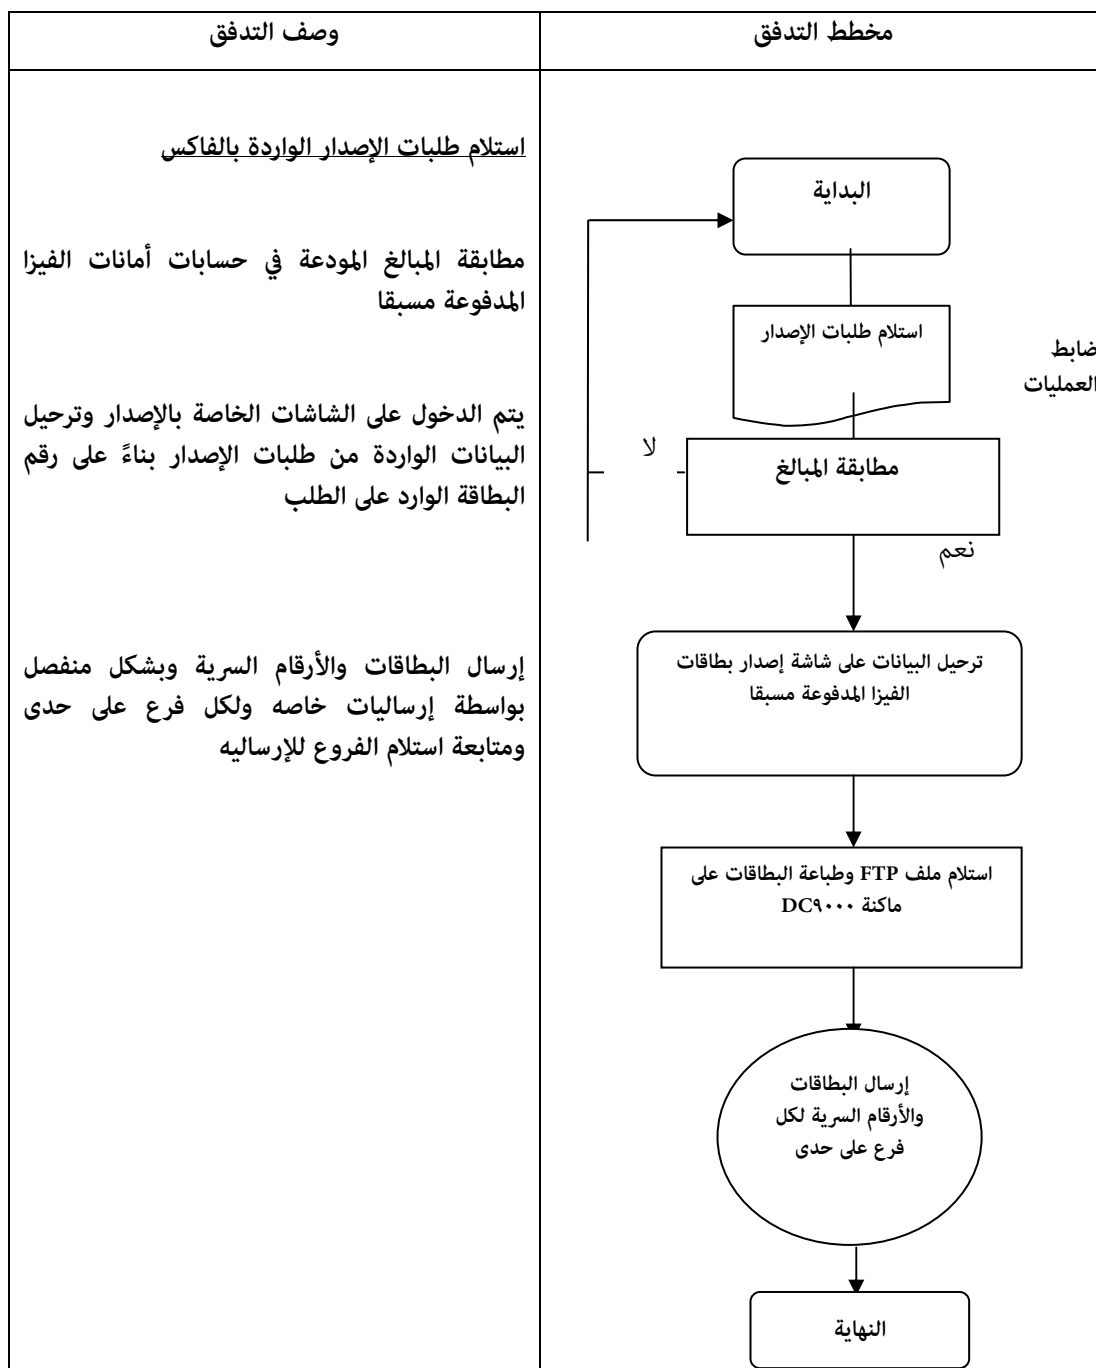 مخطط التدفق
وصف التدفق
البداية
استلام طلبات الإصدار
ضابط
العمليات
مطابقة المبالغ
لا
نعم
ترحيل البيانات على شاشة إصدار بطاقات
الفيزا المدفوعة مسبقا
استلام ملف FTP وطباعة البطاقات على
ماكنة DC٩٠٠٠
إرسال البطاقات
والأرقام السرية لكل
فرع على حدى
النهاية
استلام طلبات الإصدار الواردة بالفاكس
مطابقة المبالغ المودعة في حسابات أمانات الفيزا
المدفوعة مسبقا
يتم الدخول على الشاشات الخاصة بالإصدار وترحيل
البيانات الواردة من طلبات الإصدار بناءً على رقم
البطاقة الوارد على الطلب
إرسال البطاقات والأرقام السرية وبشكل منفصل
بواسطة إرساليات خاصه ولكل فرع على حدى
ومتابعة استلام الفروع للإرساليه